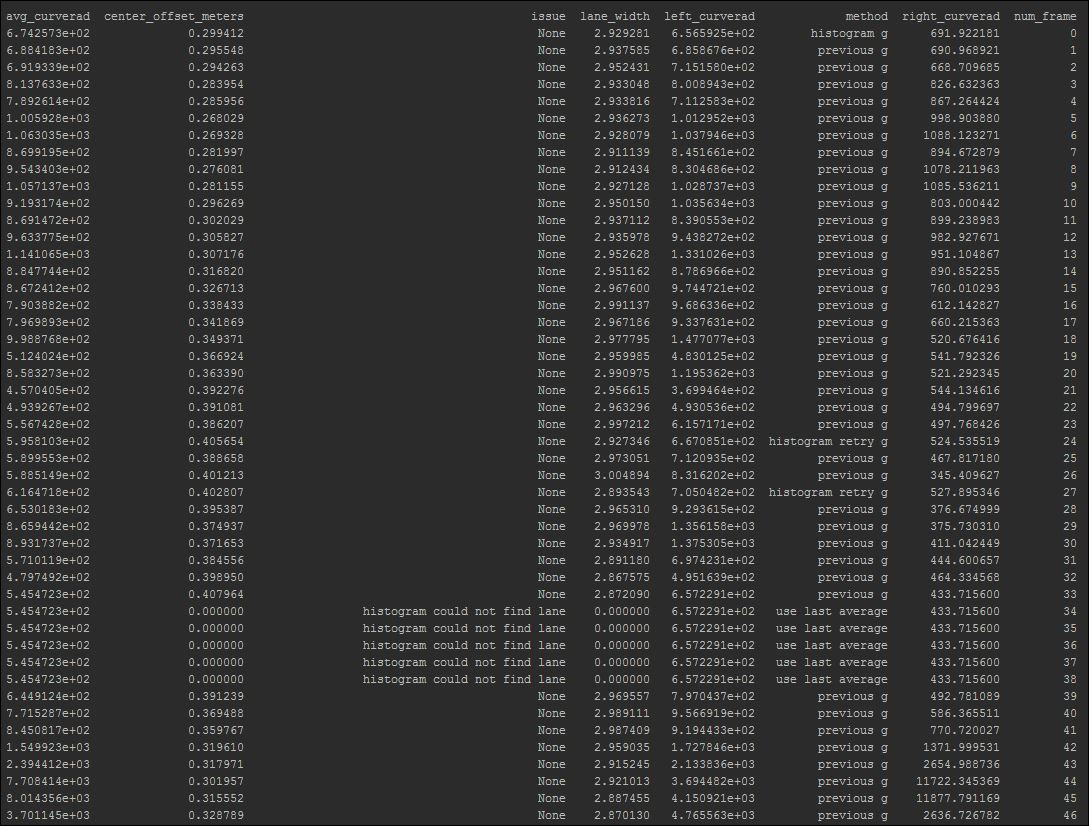 avg_curverad center_offset_meters issue lane_width left_curverad method right_curverad num_frame
6.742573e+02 0.299412 None 2.929281 6.565925e+02 histogram g 691.922181 0
6.884183e+02 0.295548 None 2.937585 6.858676e+02 previous g 690.968921 1
6.919339e+02 0.294263 None 2.952431 7.151580e+02 previous g 668.709685 2
8.137633e+02 0.283954 None 2.933048 8.008943e+02 previous g 826.632363 3
7.892614e+02 0.285956 None 2.933816 7.112583e+02 previous g 867.264424 4
1.005928e+03 0.268029 None 2.936273 1.012952e+03 previous g 998.903880 5
1.063035e+03 0.269328 None 2.928079 1.037946e+03 previous g 1088.123271 6
8.699195e+02 0.281997 None 2.911139 8.451661e+02 previous g 894.672879 7
9.543403e+02 0.276081 None 2.912434 8.304686e+02 previous g 1078.211963 8
1.057137e+03 0.281155 None 2.927128 1.028737e+03 previous g 1085.536211 9
9.193174e+02 0.296269 None 2.950150 1.035634e+03 previous g 803.000442 10
8.691472e+02 0.302029 None 2.937112 8.390553e+02 previous g 899.238983 11
9.633775e+02 0.305827 None 2.935978 9.438272e+02 previous g 982.927671 12
1.141065e+03 0.307176 None 2.952628 1.331026e+03 previous g 951.104867 13
8.847744e+02 0.316820 None 2.951162 8.786966e+02 previous g 890.852255 14
8.672412e+02 0.326713 None 2.967600 9.744721e+02 previous g 760.010293 15
7.903882e+02 0.338433 None 2.991137 9.686336e+02 previous g 612.142827 16
7.969893e+02 0.341869 None 2.967186 9.337631e+02 previous g 660.215363 17
9.988768e+02 0.349371 None 2.977795 1.477077e+03 previous g 520.676416 18
5.124024e+02 0.366924 None 2.959985 4.830125e+02 previous g 541.792326 19
8.583273e+02 0.363390 None 2.990975 1.195362e+03 previous g 521.292345 20
4.570405e+02 0.392276 None 2.956615 3.699464e+02 previous g 544.134616 21
4.939267e+02 0.391081 None 2.963296 4.930536e+02 previous g 494.799697 22
5.567428e+02 0.386207 None 2.997212 6.157171e+02 previous g 497.768426 23
5.958103e+02 0.405654 None 2.927346 6.670851e+02 histogram retry g 524.535519 24
5.899553e+02 0.388658 None 2.973051 7.120935e+02 previous g 467.817180 25
5.885149e+02 0.401213 None 3.004894 8.316202e+02 previous g 345.409627 26
6.164718e+02 0.402807 None 2.893543 7.050482e+02 histogram retry g 527.895346 27
6.530183e+02 0.395387 None 2.965310 9.293615e+02 previous g 376.674999 28
8.659442e+02 0.374937 None 2.969978 1.356158e+03 previous g 375.730310 29
8.931737e+02 0.371653 None 2.934917 1.375305e+03 previous g 411.042449 30
5.710119e+02 0.384556 None 2.891180 6.974231e+02 previous g 444.600657 31
4.797492e+02 0.398950 None 2.867575 4.951639e+02 previous g 464.334568 32
5.454723e+02 0.407964 None 2.872090 6.572291e+02 previous g 433.715600 33
5.454723e+02 0.000000 histogram could not find lane 0.000000 6.572291e+02 use last average 433.715600 34
5.454723e+02 0.000000 histogram could not find lane 0.000000 6.572291e+02 use last average 433.715600 35
5.454723e+02 0.000000 histogram could not find lane 0.000000 6.572291e+02 use last average 433.715600 36
5.454723e+02 0.000000 histogram could not find lane 0.000000 6.572291e+02 use last average 433.715600 37
5.454723e+02 0.000000 histogram could not find lane 0.000000 6.572291e+02 use last average 433.715600 38
6.449124e+02 0.391239 None 2.969557 7.970437e+02 previous g 492.781089 39
7.715287e+02 0.369488 None 2.989111 9.566919e+02 previous g 586.365511 40
8.450817e+02 0.359767 None 2.987409 9.194433e+02 previous g 770.720027 41
1.549923e+03 0.319610 None 2.959035 1.727846e+03 previous g 1371.999531 42
2.394412e+03 0.317971 None 2.915245 2.133836e+03 previous g 2654.988736 43
7.708414e+03 0.301957 None 2.921013 3.694482e+03 previous g 11722.345369 44
8.014356e+03 0.315552 None 2.887455 4.150921e+03 previous g 11877.791169 45
3.701145e+03 0.328789 None 2.870130 4.765563e+03 previous g 2636.726782 46